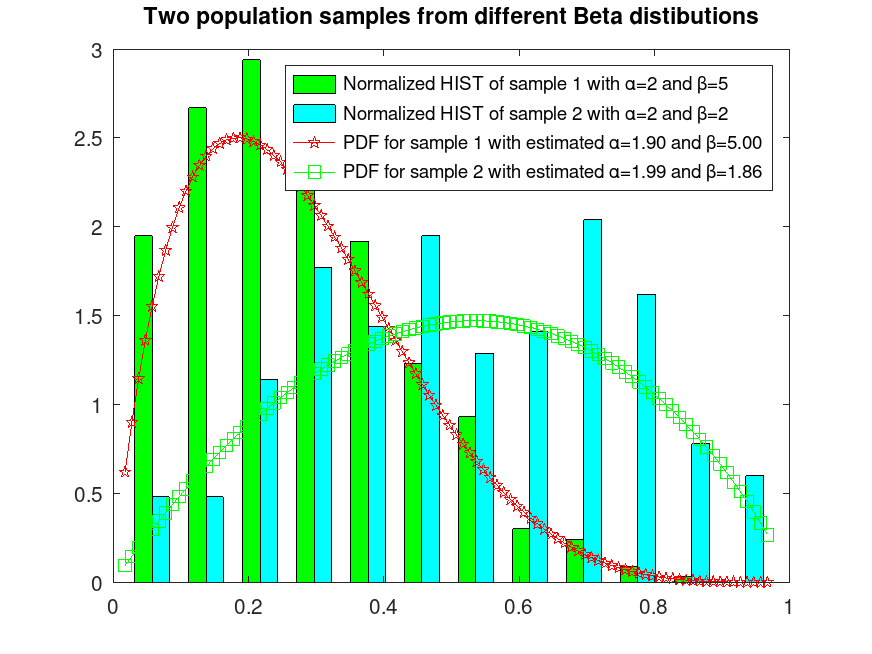 Two population samples from different Beta distibutions
3
2.5
2
1.5
1
0.5
0
Normalized HIST of sample 1 with α=2 and β=5
Normalized HIST of sample 2 with α=2 and β=2
PDF for sample 1 with estimated α=1.90 and β=5.00
PDF for sample 2 with estimated α=1.99 and β=1.86
0 0.2 0.4 0.6 0.8 1